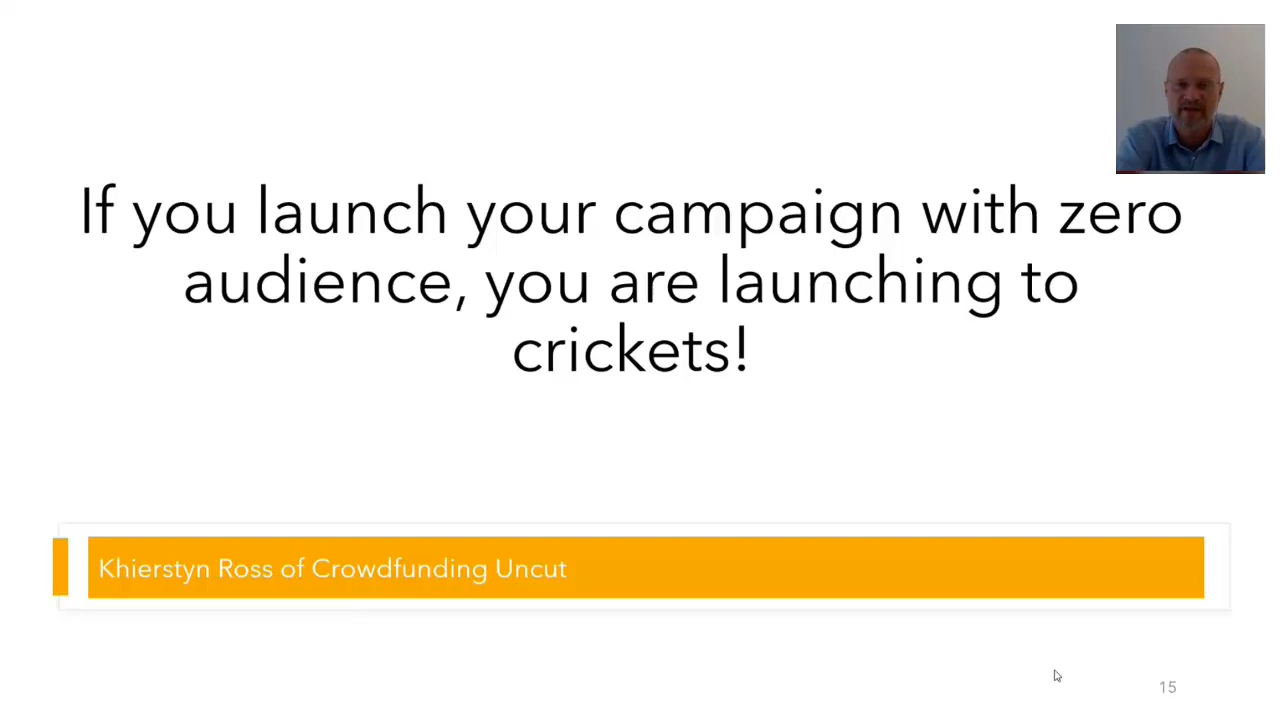 If you launch your campaign with zero
audience, you are launching to
crickets!
Khierstyn Ross of Crowdfunding Uncut
15